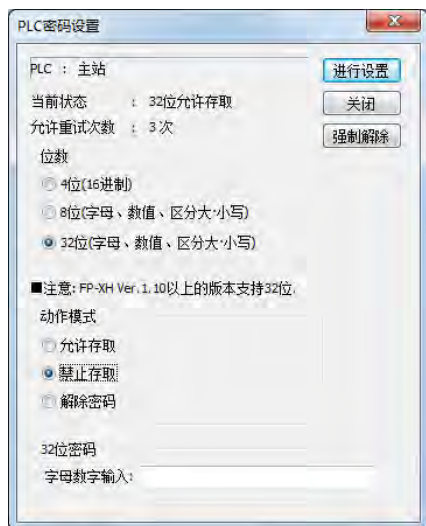 PLC密码设置
PLC : 主站
进行设置
当前状态 : 32位允许存取
关闭
允许重试次数 : 3次
强制解除
位数
4位(16进制)
8位(字母、数值、区分大·小写)
32位(字母、数值、区分大·小写)
■注意: FP-XH Ver.1.10以上的版本支持32位.
动作模式
允许存取
禁止存取
解除密码
32位密码
字母数字输入: